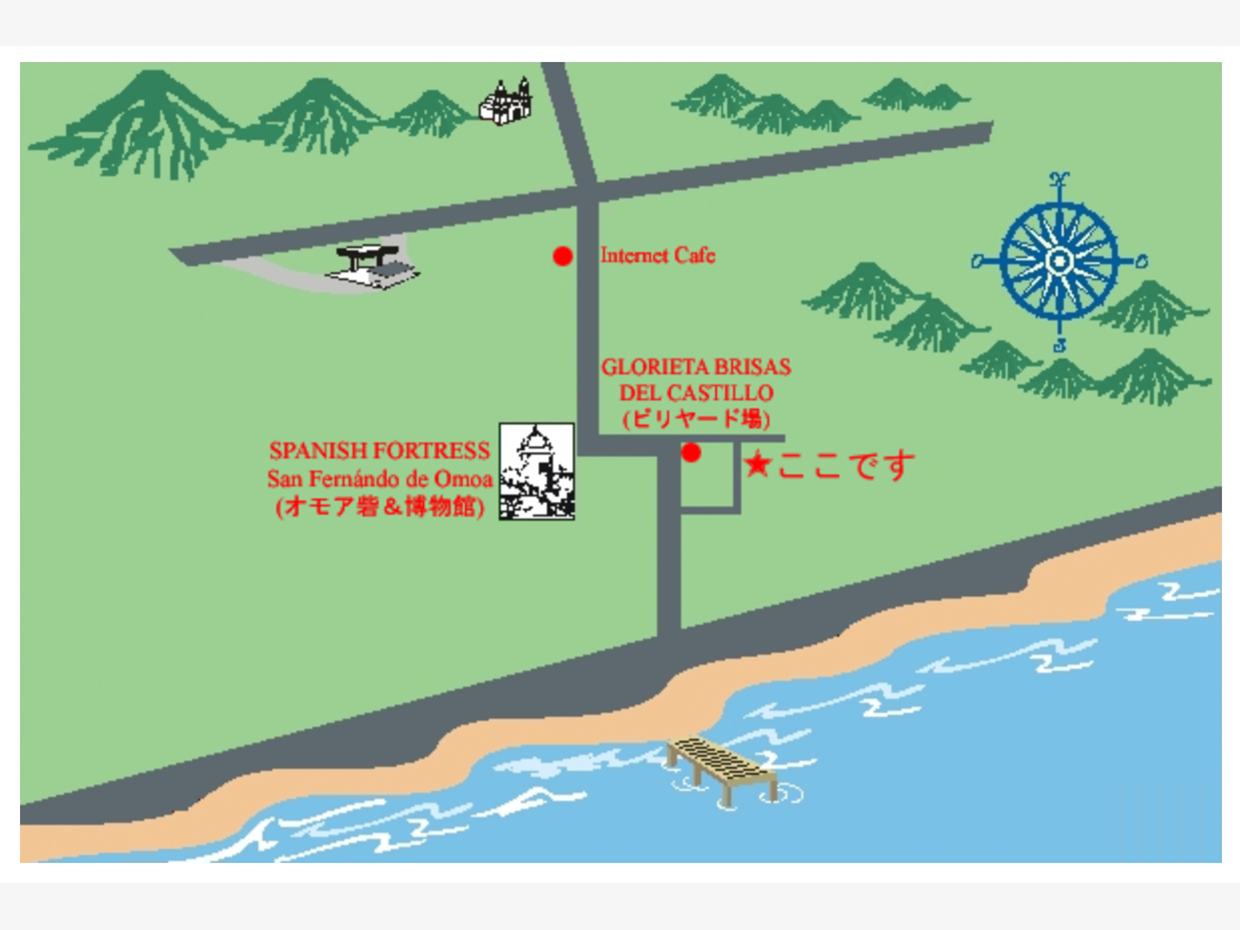 Internet Cafe
GLORIETA BRISAS
DEL CASTILLO
(ビリヤード場)
★ここです
SPANISH FORTRESS
San Fernándo de Omoa
(オモア砦＆博物館)